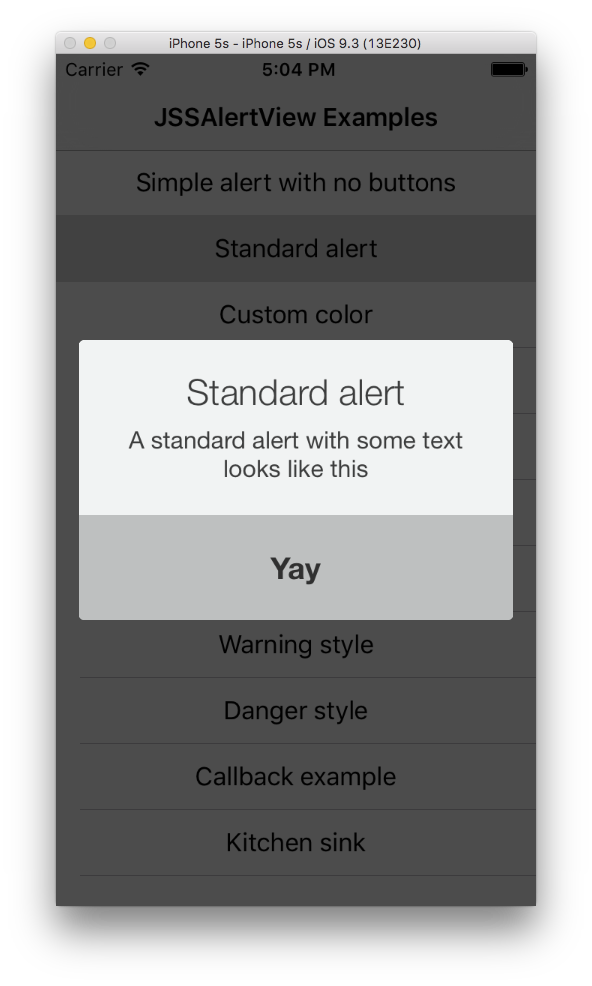 iPhone 5s - iPhone 5s / iOS 9.3 (13E230)
Carrier 5:04 PM
JSSAlertView Examples
Simple alert with no buttons
Standard alert
Custom color
Standard alert
A standard alert with some text
looks like this
Yay
Warning style
Danger style
Callback example
Kitchen sink